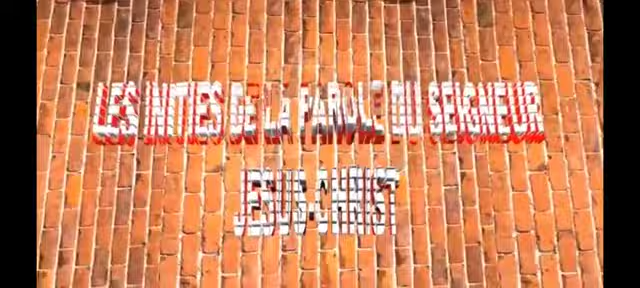 LES INITIES DE LA PAROLE DU SEIGNEUR
JESUS-CHRIST